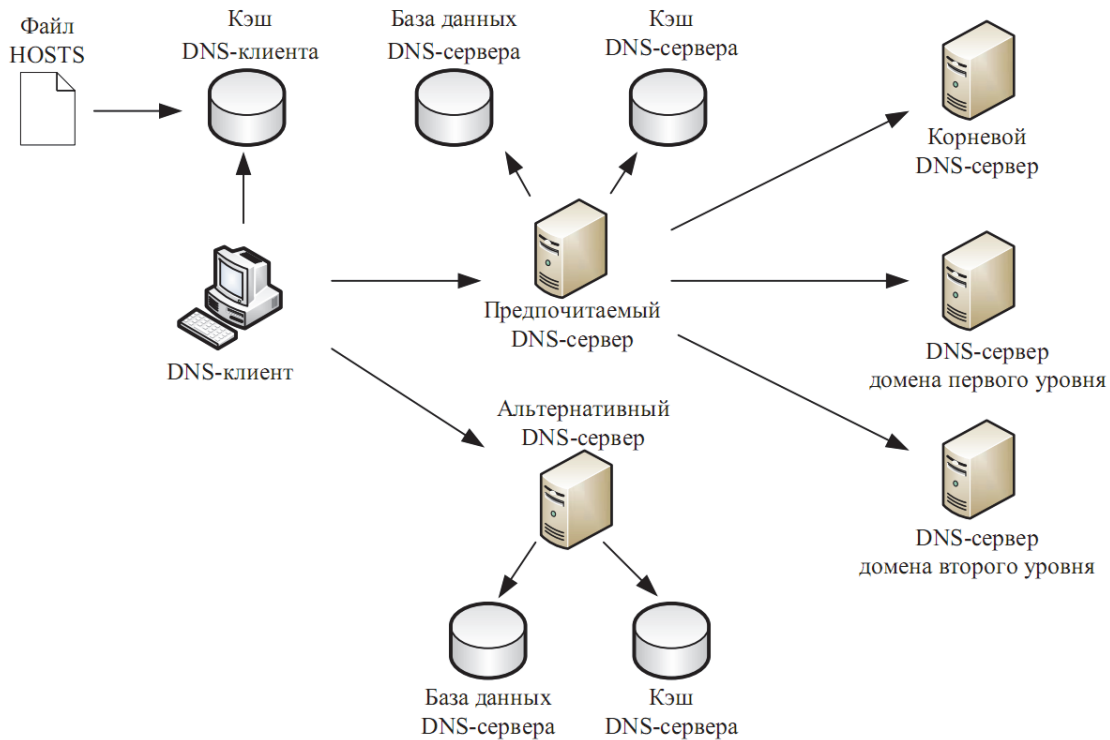 Файл
HOSTS
Кэш
DNS-клиента
База данных
DNS-сервера
Кэш
DNS-сервера
Корневой
DNS-сервер
DNS-клиент
Предпочитаемый
DNS-сервер
DNS-сервер
домена первого уровня
Альтернативный
DNS-сервер
DNS-сервер
домена второго уровня
База данных
DNS-сервера
Кэш
DNS-сервера